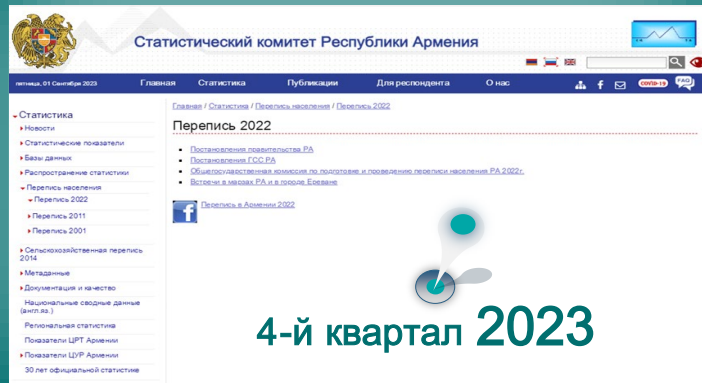 Статистический комитет Республики Армения
пятница, 01 Сентября 2023
Главная
Статистика
Публикации
Для респондента
О нас
COVID-19
FAQ
Главная / Статистика / Перепись населения / Перепись 2022
Статистика
Новости
Статистические показатели
Базы данных
Распространение статистики
Перепись населения
Перепись 2022
Перепись 2011
Перепись 2001
Сельскохозяйственная перепись
2014
Метаданные
Документация и качество
Национальные сводные данные
(англ.яз.)
Региональная статистика
Показатели ЦРТ Армении
Показатели ЦУР Армении
30 лет официальной статистике
Перепись 2022
Постановления правительства РА
Постановления ГСС РА
Общегосударственная комиссия по подготовке и проведению переписи населения РА 2022г.
Встречи в марзах РА и в городе Ереване
Перепись в Армении 2022
4-й квартал 2023